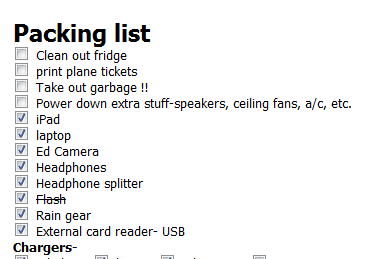 Packing list
Clean out fridge
print plane tickets
Take out garbage !!
Power down extra stuff-speakers, ceiling fans, a/c, etc.
iPad
laptop
Ed Camera
Headphones
Headphone splitter
Flash
Rain gear
External card reader- USB
Chargers-